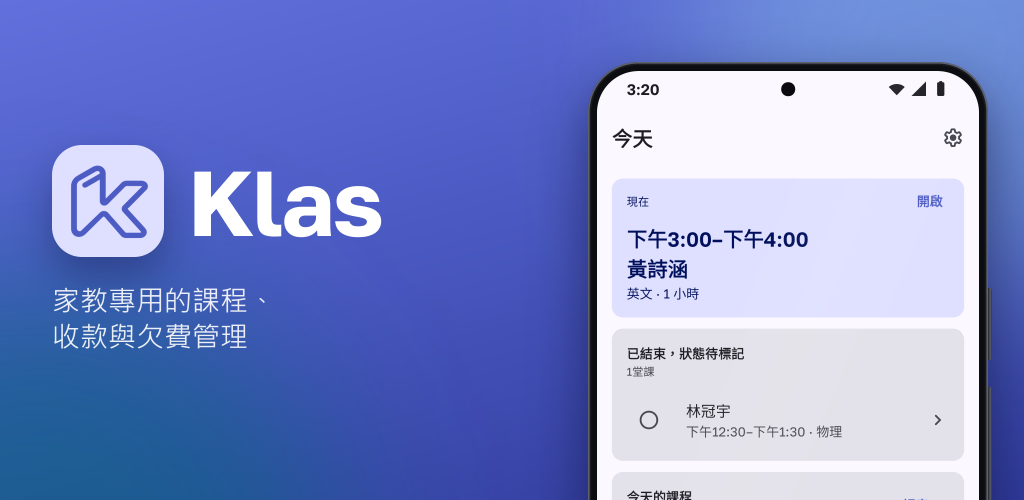 Klas
家教專用的課程、
收款與欠費管理
3:20
今天
現在
開啟
下午3:00–下午4:00
黃詩涵
英文 · 1 小時
已結束，狀態待標記
1堂課
林冠宇
下午12:30–下午1:30 · 物理
今天的課程